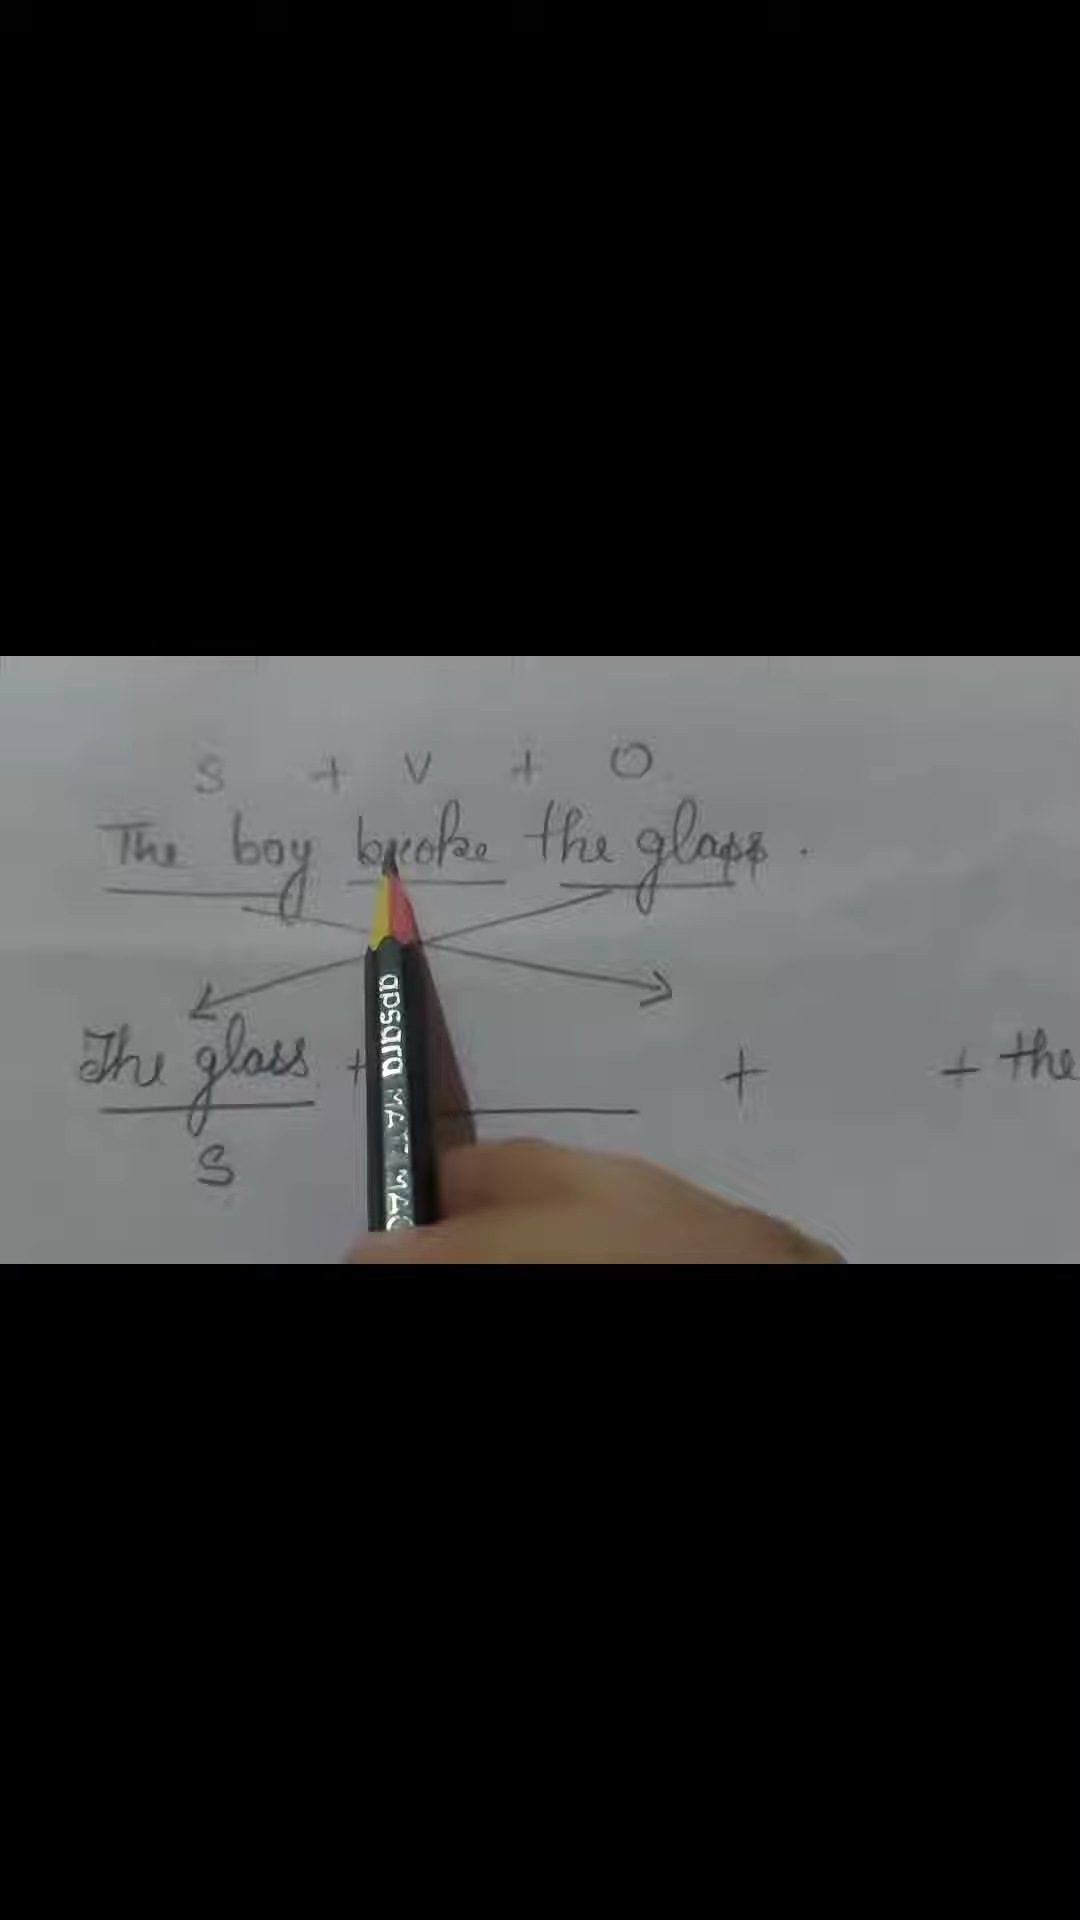 S + V + O
The boy broke the glass.
The glass + + + the
S
apsara